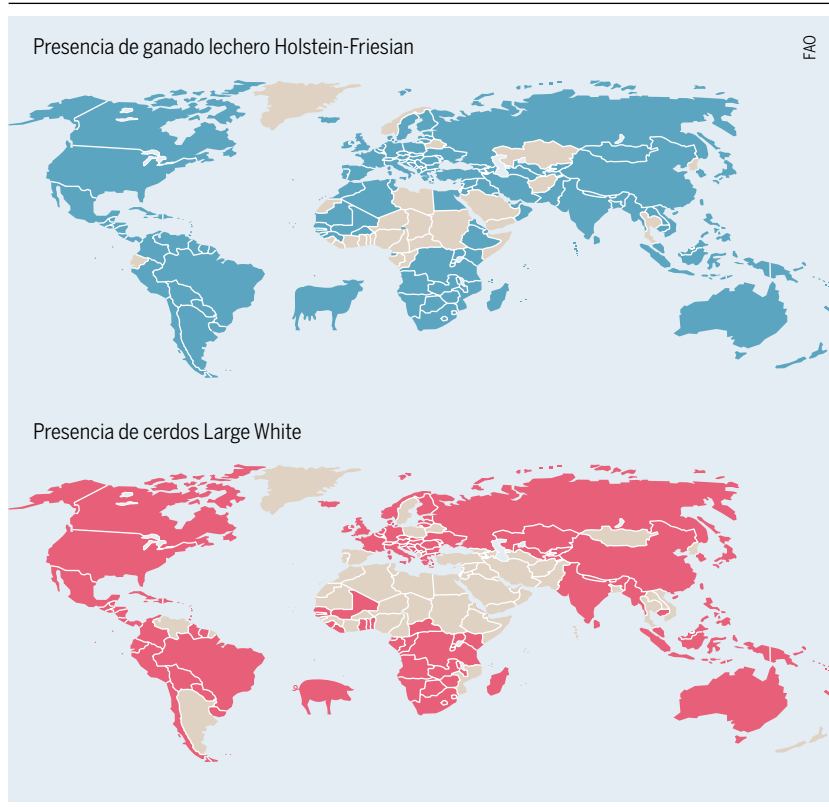 Presencia de ganado lechero Holstein-Friesian
FAO
Presencia de cerdos Large White